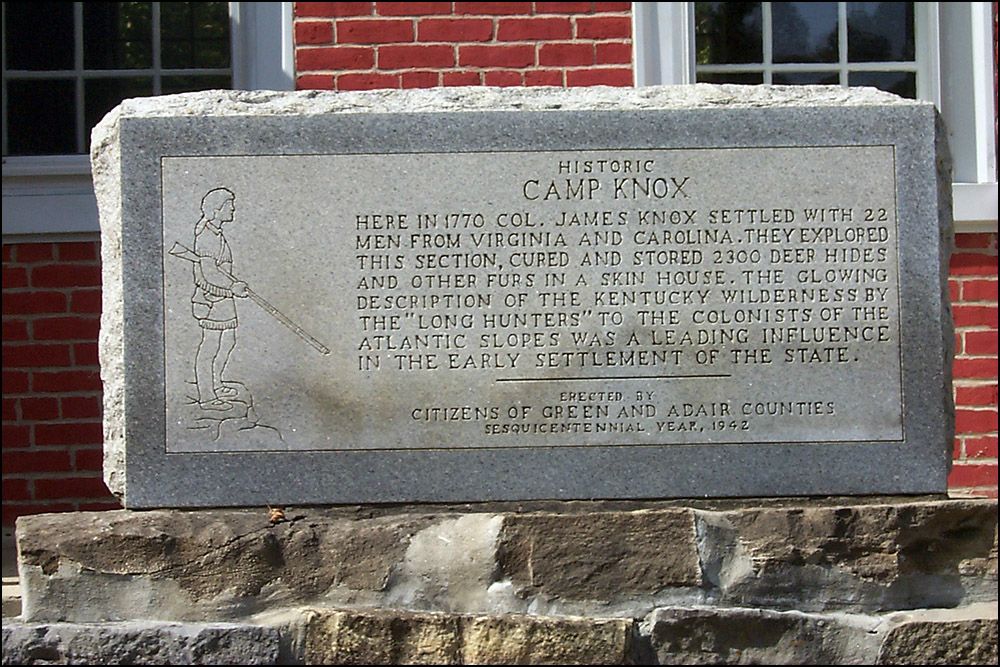 HISTORIC
CAMP KNOX
HERE IN 1770 COL. JAMES KNOX SETTLED WITH 22
MEN FROM VIRGINIA AND CAROLINA. THEY EXPLORED
THIS SECTION, CURED AND STORED 2300 DEER HIDES
AND OTHER FURS IN A SKIN HOUSE. THE GLOWING
DESCRIPTION OF THE KENTUCKY WILDERNESS BY
THE "LONG HUNTERS" TO THE COLONISTS OF THE
ATLANTIC SLOPES WAS A LEADING INFLUENCE
IN THE EARLY SETTLEMENT OF THE STATE.
ERECTED BY
CITIZENS OF GREEN AND ADAIR COUNTIES
SESQUICENTENNIAL YEAR, 1942